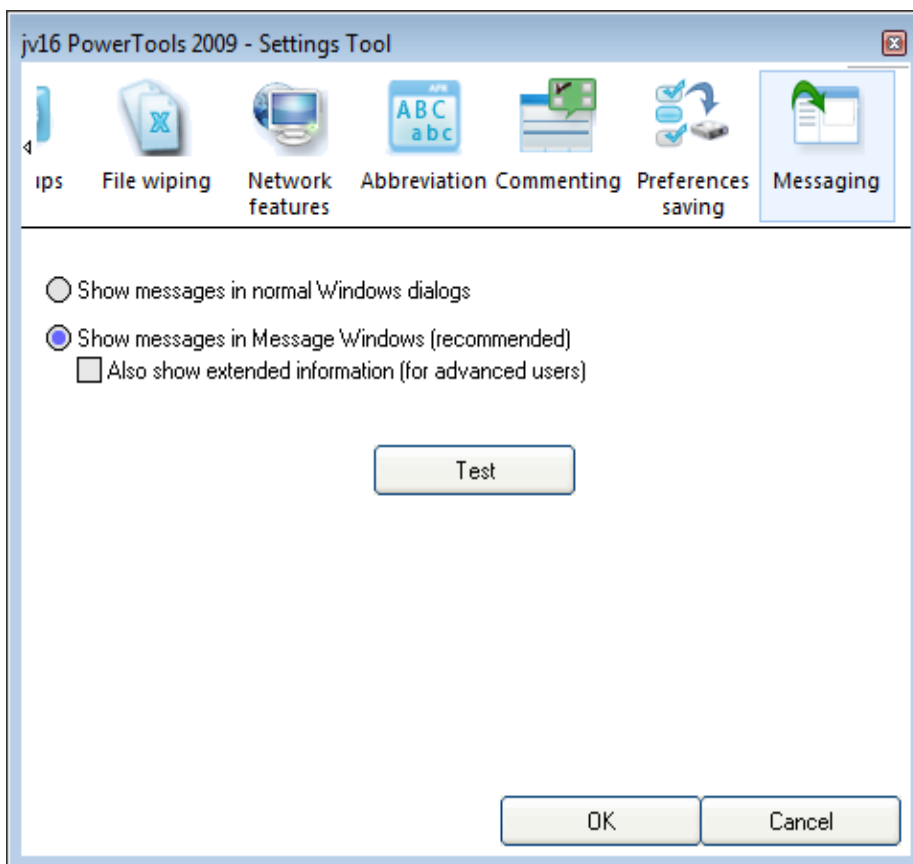 jv16 PowerTools 2009 - Settings Tool
ABC
abc
ups File wiping Network Abbreviation Commenting Preferences Messaging
features saving
Show messages in normal Windows dialogs
Show messages in Message Windows (recommended)
Also show extended information (for advanced users)
Test
OK Cancel